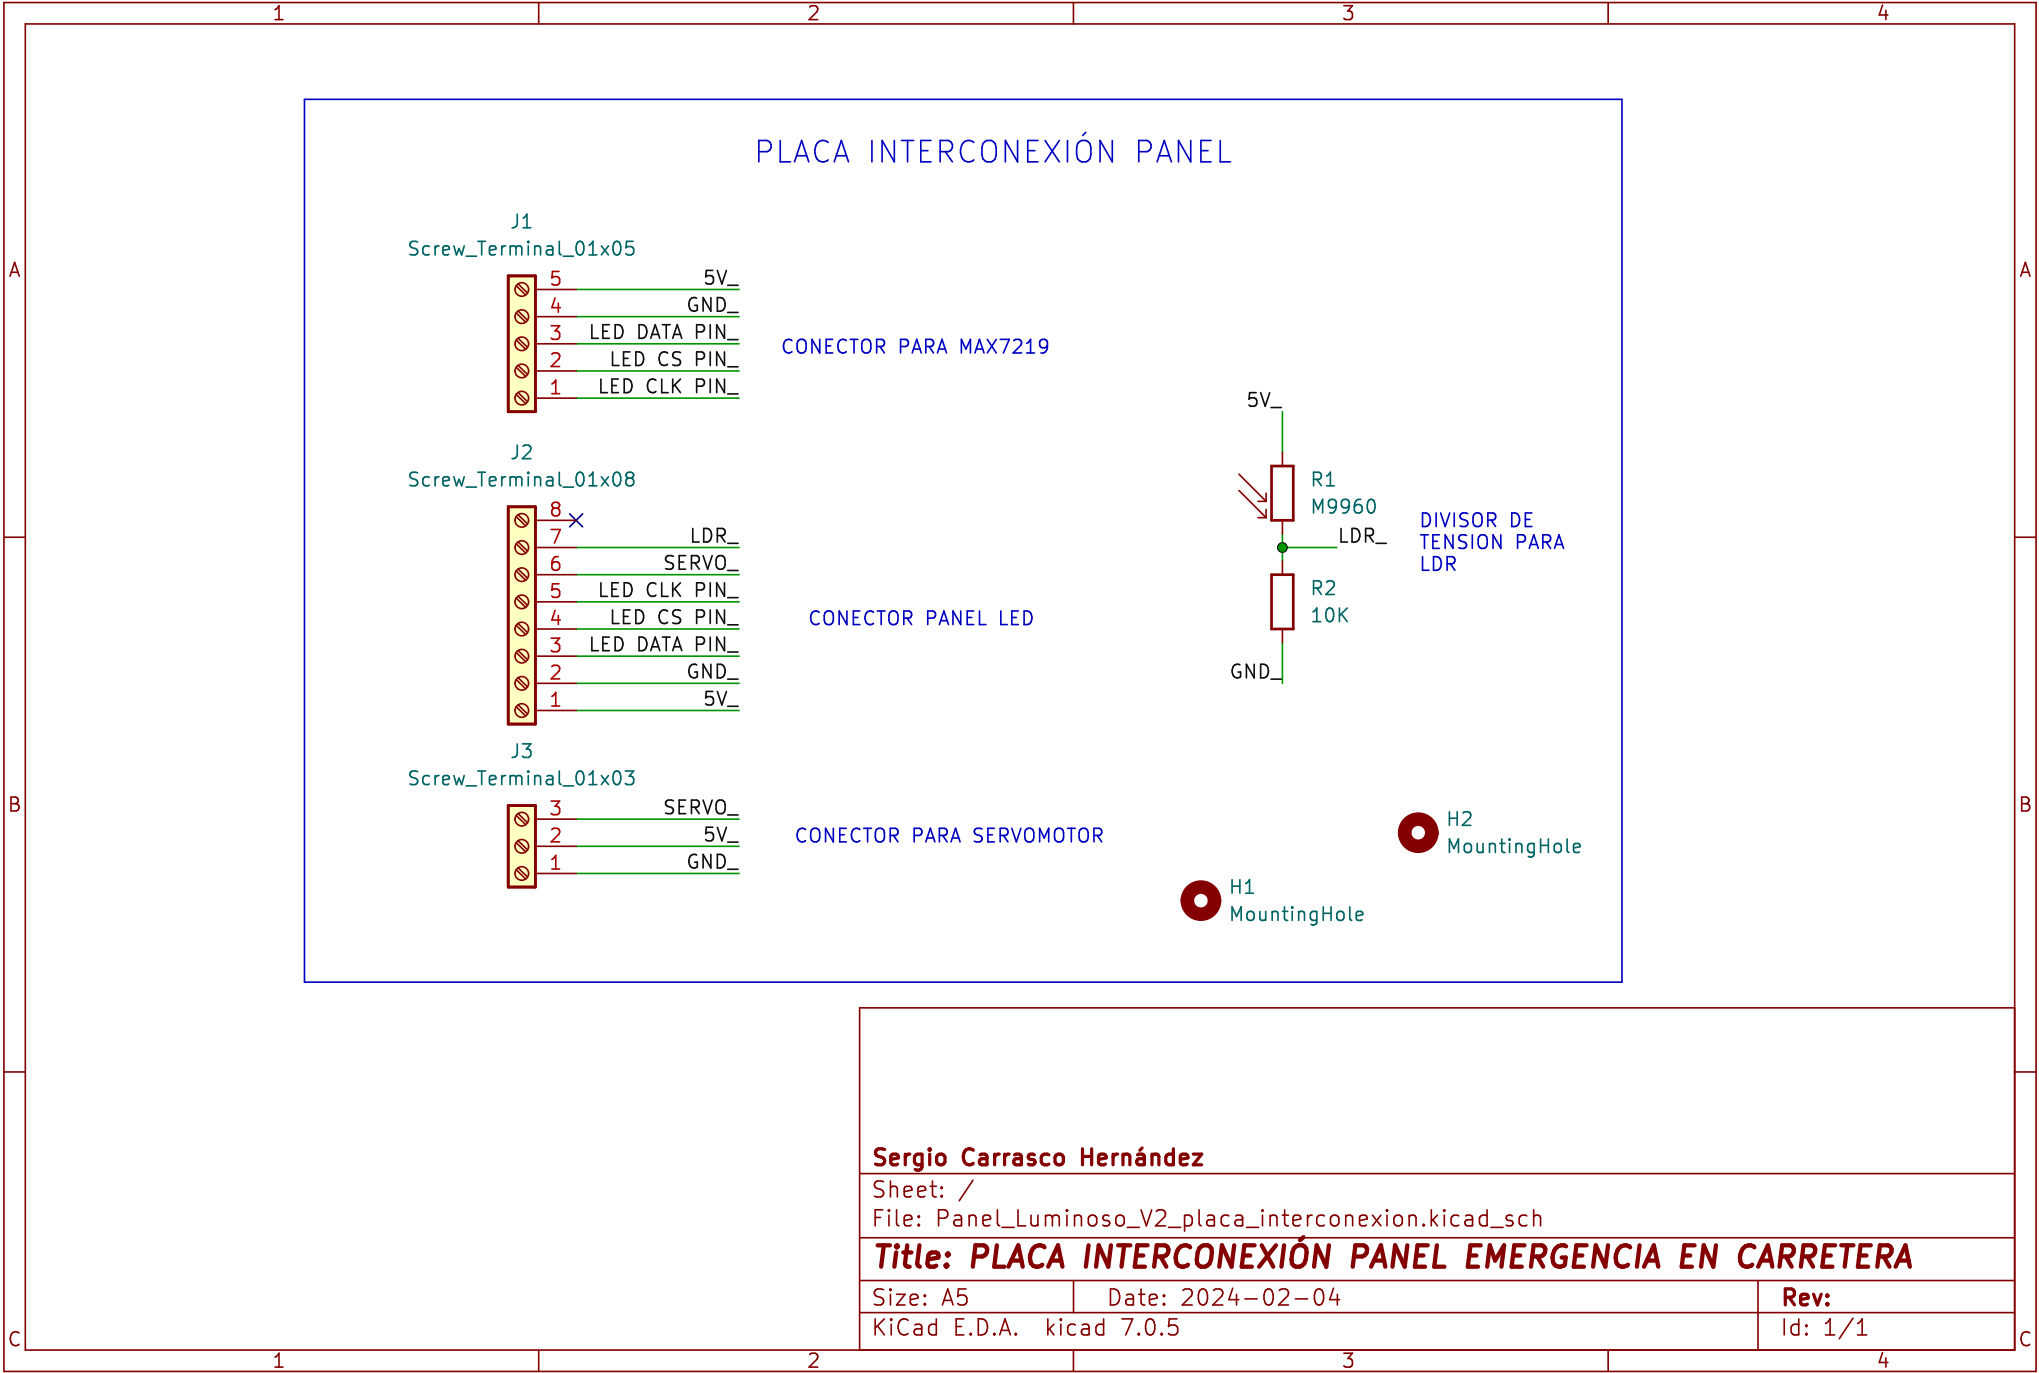 1 2 3 4
PLACA INTERCONEXIÓN PANEL
J1
Screw_Terminal_01x05
5 5V_
4 GND_
3 LED DATA PIN_
2 LED CS PIN_
1 LED CLK PIN_
CONECTOR PARA MAX7219
A A
J2
Screw_Terminal_01x08
8
7 LDR_
6 SERVO_
5 LED CLK PIN_
4 LED CS PIN_
3 LED DATA PIN_
2 GND_
1 5V_
CONECTOR PANEL LED
5V_
R1
M9960
LDR_
R2
10K
GND_
DIVISOR DE
TENSION PARA
LDR
J3
Screw_Terminal_01x03
3 SERVO_
2 5V_
1 GND_
CONECTOR PARA SERVOMOTOR
B B
H2
MountingHole
H1
MountingHole
Sergio Carrasco Hernández
Sheet: /
File: Panel_Luminoso_V2_placa_interconexion.kicad_sch
Title: PLACA INTERCONEXIÓN PANEL EMERGENCIA EN CARRETERA
Size: A5 Date: 2024-02-04 Rev:
KiCad E.D.A. kicad 7.0.5 Id: 1/1
C C
1 2 3 4